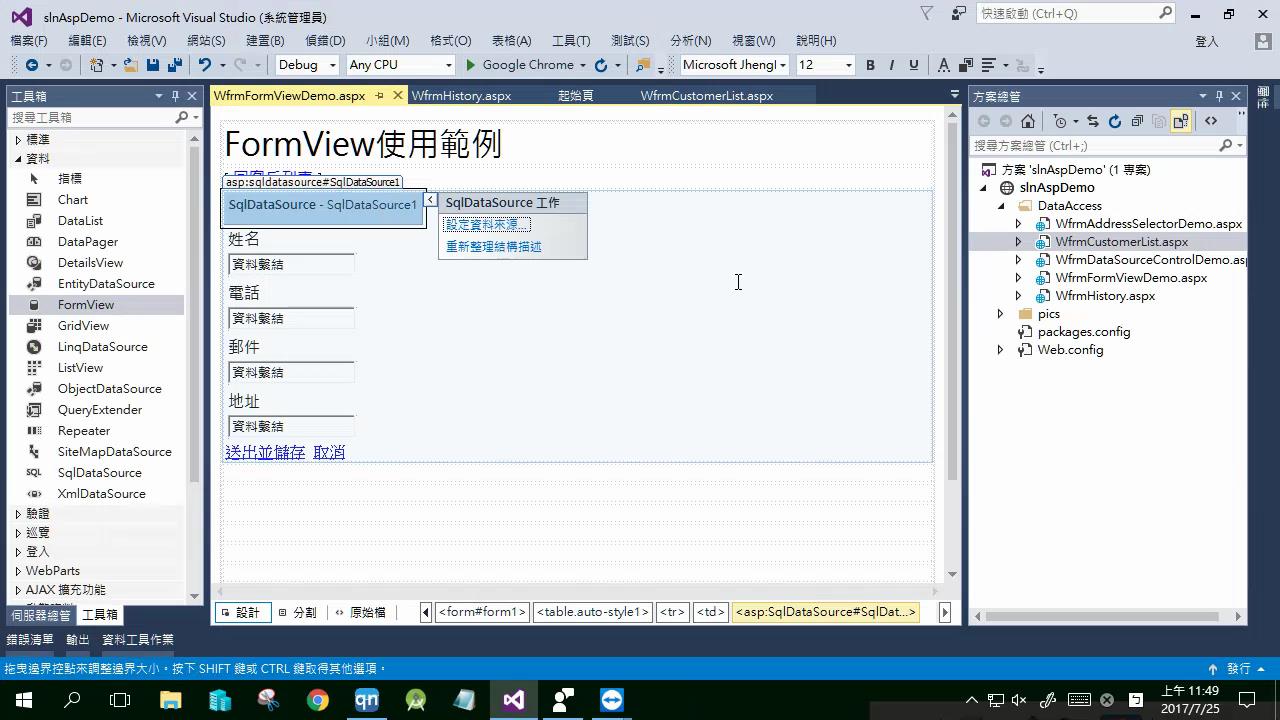 slnAspDemo - Microsoft Visual Studio (系統管理員)
快速啟動 (Ctrl+Q)
檔案(F) 編輯(E) 檢視(V) 網站(S) 建置(B) 偵錯(D) 小組(M) 格式(O) 表格(A) 工具(T) 測試(S) 分析(N) 視窗(W) 說明(H) 登入
Debug Any CPU Google Chrome Microsoft Jhengl 12 B I U A
工具箱
搜尋工具箱
標準
資料
指標
Chart
DataList
DataPager
DetailsView
EntityDataSource
FormView
GridView
LinqDataSource
ListView
ObjectDataSource
QueryExtender
Repeater
SiteMapDataSource
SQL SqlDataSource
XmlDataSource
驗證
巡覽
登入
WebParts
AJAX 擴充功能
伺服器總管 工具箱
WfrmFormViewDemo.aspx WfrmHistory.aspx 起始頁 WfrmCustomerList.aspx
FormView使用範例
asp:sqldatasource#SqlDataSource1
SqlDataSource - SqlDataSource1
SqlDataSource 工作
設定資料來源...
重新整理結構描述
姓名
資料繫結
電話
資料繫結
郵件
資料繫結
地址
資料繫結
送出並儲存 取消
設計 分割 原始檔 <form#form1> <table.auto-style1> <tr> <td> <asp:SqlDataSource#SqlDat...>
方案總管
搜尋方案總管 (Ctrl+;)
方案 'slnAspDemo' (1 專案)
slnAspDemo
DataAccess
WfrmAddressSelectorDemo.aspx
WfrmCustomerList.aspx
WfrmDataSourceControlDemo.asp
WfrmFormViewDemo.aspx
WfrmHistory.aspx
pics
packages.config
Web.config
錯誤清單 輸出 資料工具作業
拖曳邊界控點來調整邊界大小。按下 SHIFT 鍵或 CTRL 鍵取得其他選項。 發行
qn
上午 11:49
2017/7/25